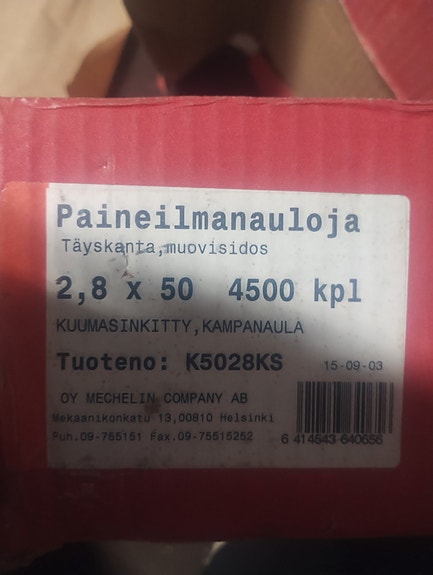 Paineilmanauloja
Täyskanta,muovisidos
2,8 x 50 4500 kpl
KUUMASINKITTY,KAMPANAULA
Tuoteno: K5028KS 15-09-03
OY MECHELIN COMPANY AB
Mekaanikonkatu 13,00810 Helsinki
Puh.09-755151 Fax.09-75515252
6 414643 640656